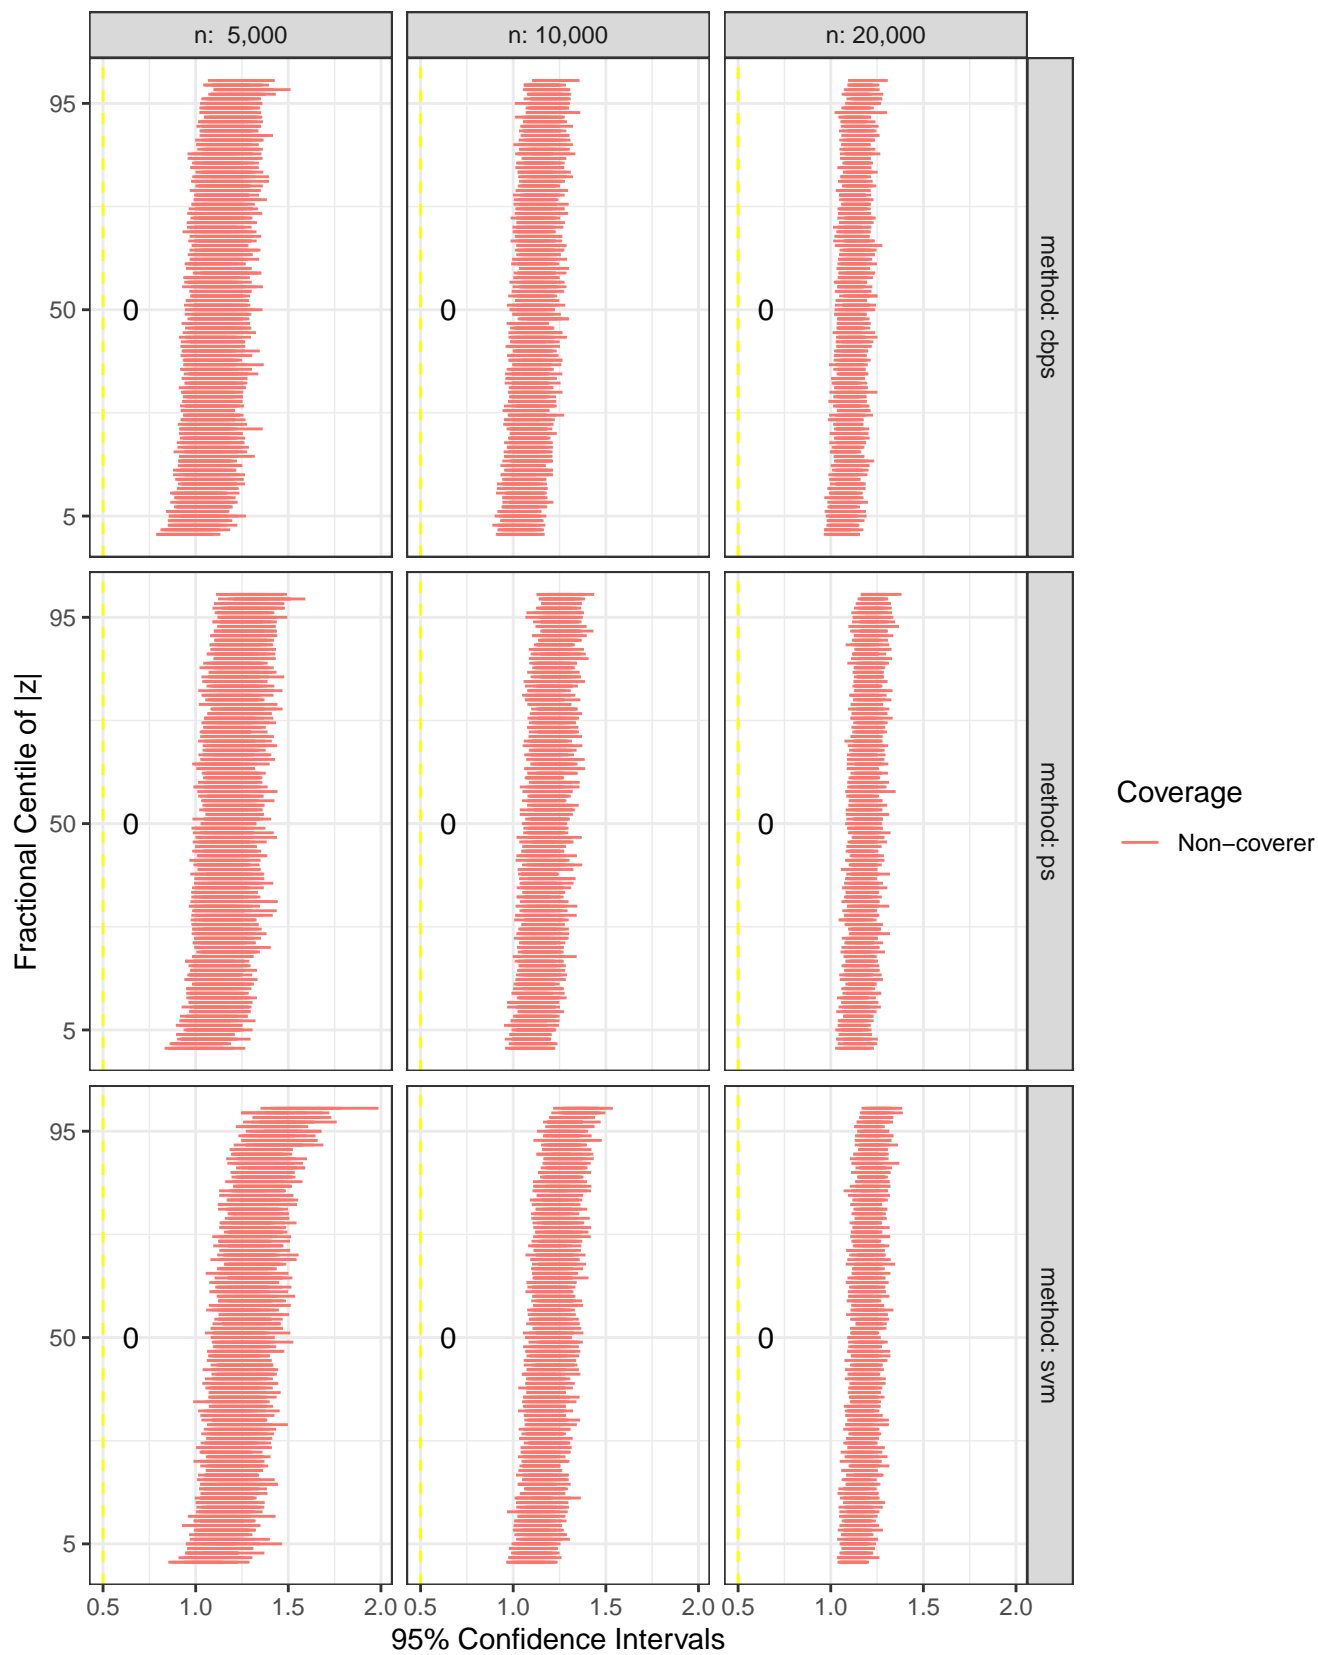 n:  5,000
n: 10,000
n: 20,000
95
50
5
0
0
0
method: cbps
95
50
5
0
0
0
method: ps
95
50
5
0
0
0
method: svm
Fractional Centile of |z|
0.5 1.0 1.5 2.0 0.5 1.0 1.5 2.0 0.5 1.0 1.5 2.0
95% Confidence Intervals
Coverage
Non−coverer